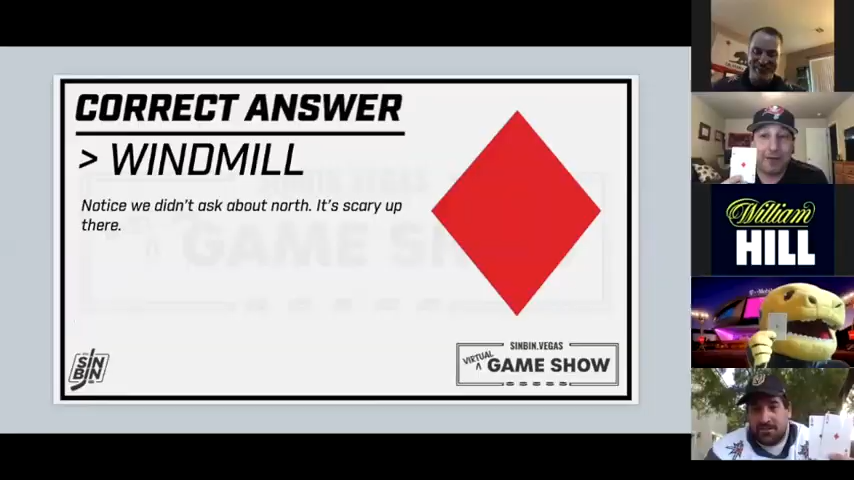 CORRECT ANSWER
> WINDMILL
Notice we didn't ask about north. It's scary up
there.
SIN
BIN
SINBIN.VEGAS
VIRTUAL
^ GAME SHOW
William
HILL